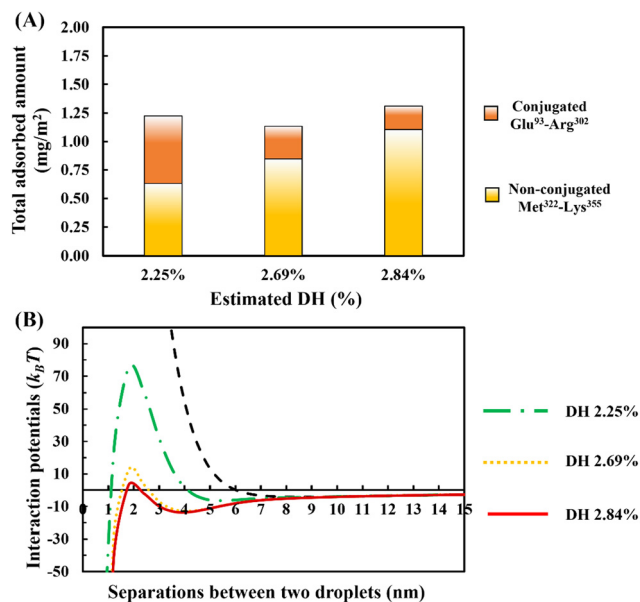 (A)
Total adsorbed amount
(mg/m²)
2.00
1.75
1.50
1.25
1.00
0.75
0.50
0.25
0.00
2.25% 2.69% 2.84%
Estimated DH (%)
Conjugated
Glu⁹³-Arg³⁰²
Non-conjugated
Met³²²-Lys³⁵⁵
(B)
Interaction potentials (k_BT)
90
70
50
30
10
-10
-30
-50
0 1 2 3 4 5 6 7 8 9 10 11 12 13 14 15
Separations between two droplets (nm)
DH 2.25%
DH 2.69%
DH 2.84%